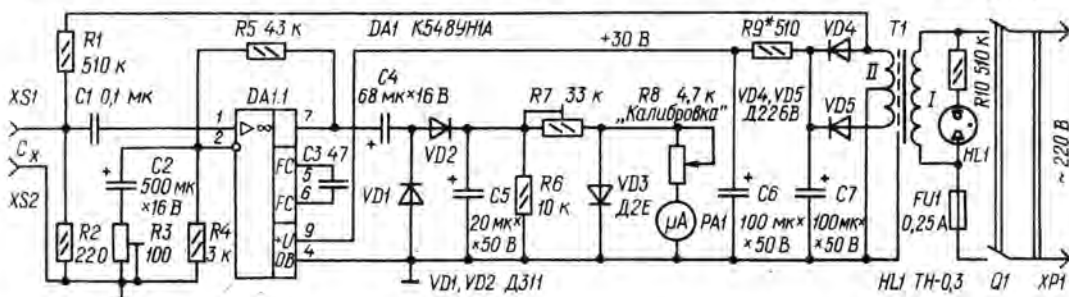 R1
510 к
R5 43 к
DA1 К548УН1А
+30 В
R9* 510
VD4
T1
C1 0,1 мк
DA1.1
C4
68 мк×16 В
R7 33 к
R8 4,7 к
„Калибровка"
VD4, VD5
Д226В
VD5
II
I
R10 510 к
HL1
~ 220 В
XS1
Cх
XS2
1
2
▷ ∞
7
FC
5
6
FC
9
+U
4
0В
C3 47
C2
500 мк
×16 В
R2
220
R3
100
R4
3 к
VD1
VD2
C5
20 мк×
×50 В
R6
10 к
VD3
Д2Е
μA
PA1
C6
100 мк×
×50 В
C7
100 мк×
×50 В
FU1
0,25 А
VD1, VD2 Д311
HL1 ТН-0,3
Q1
XP1